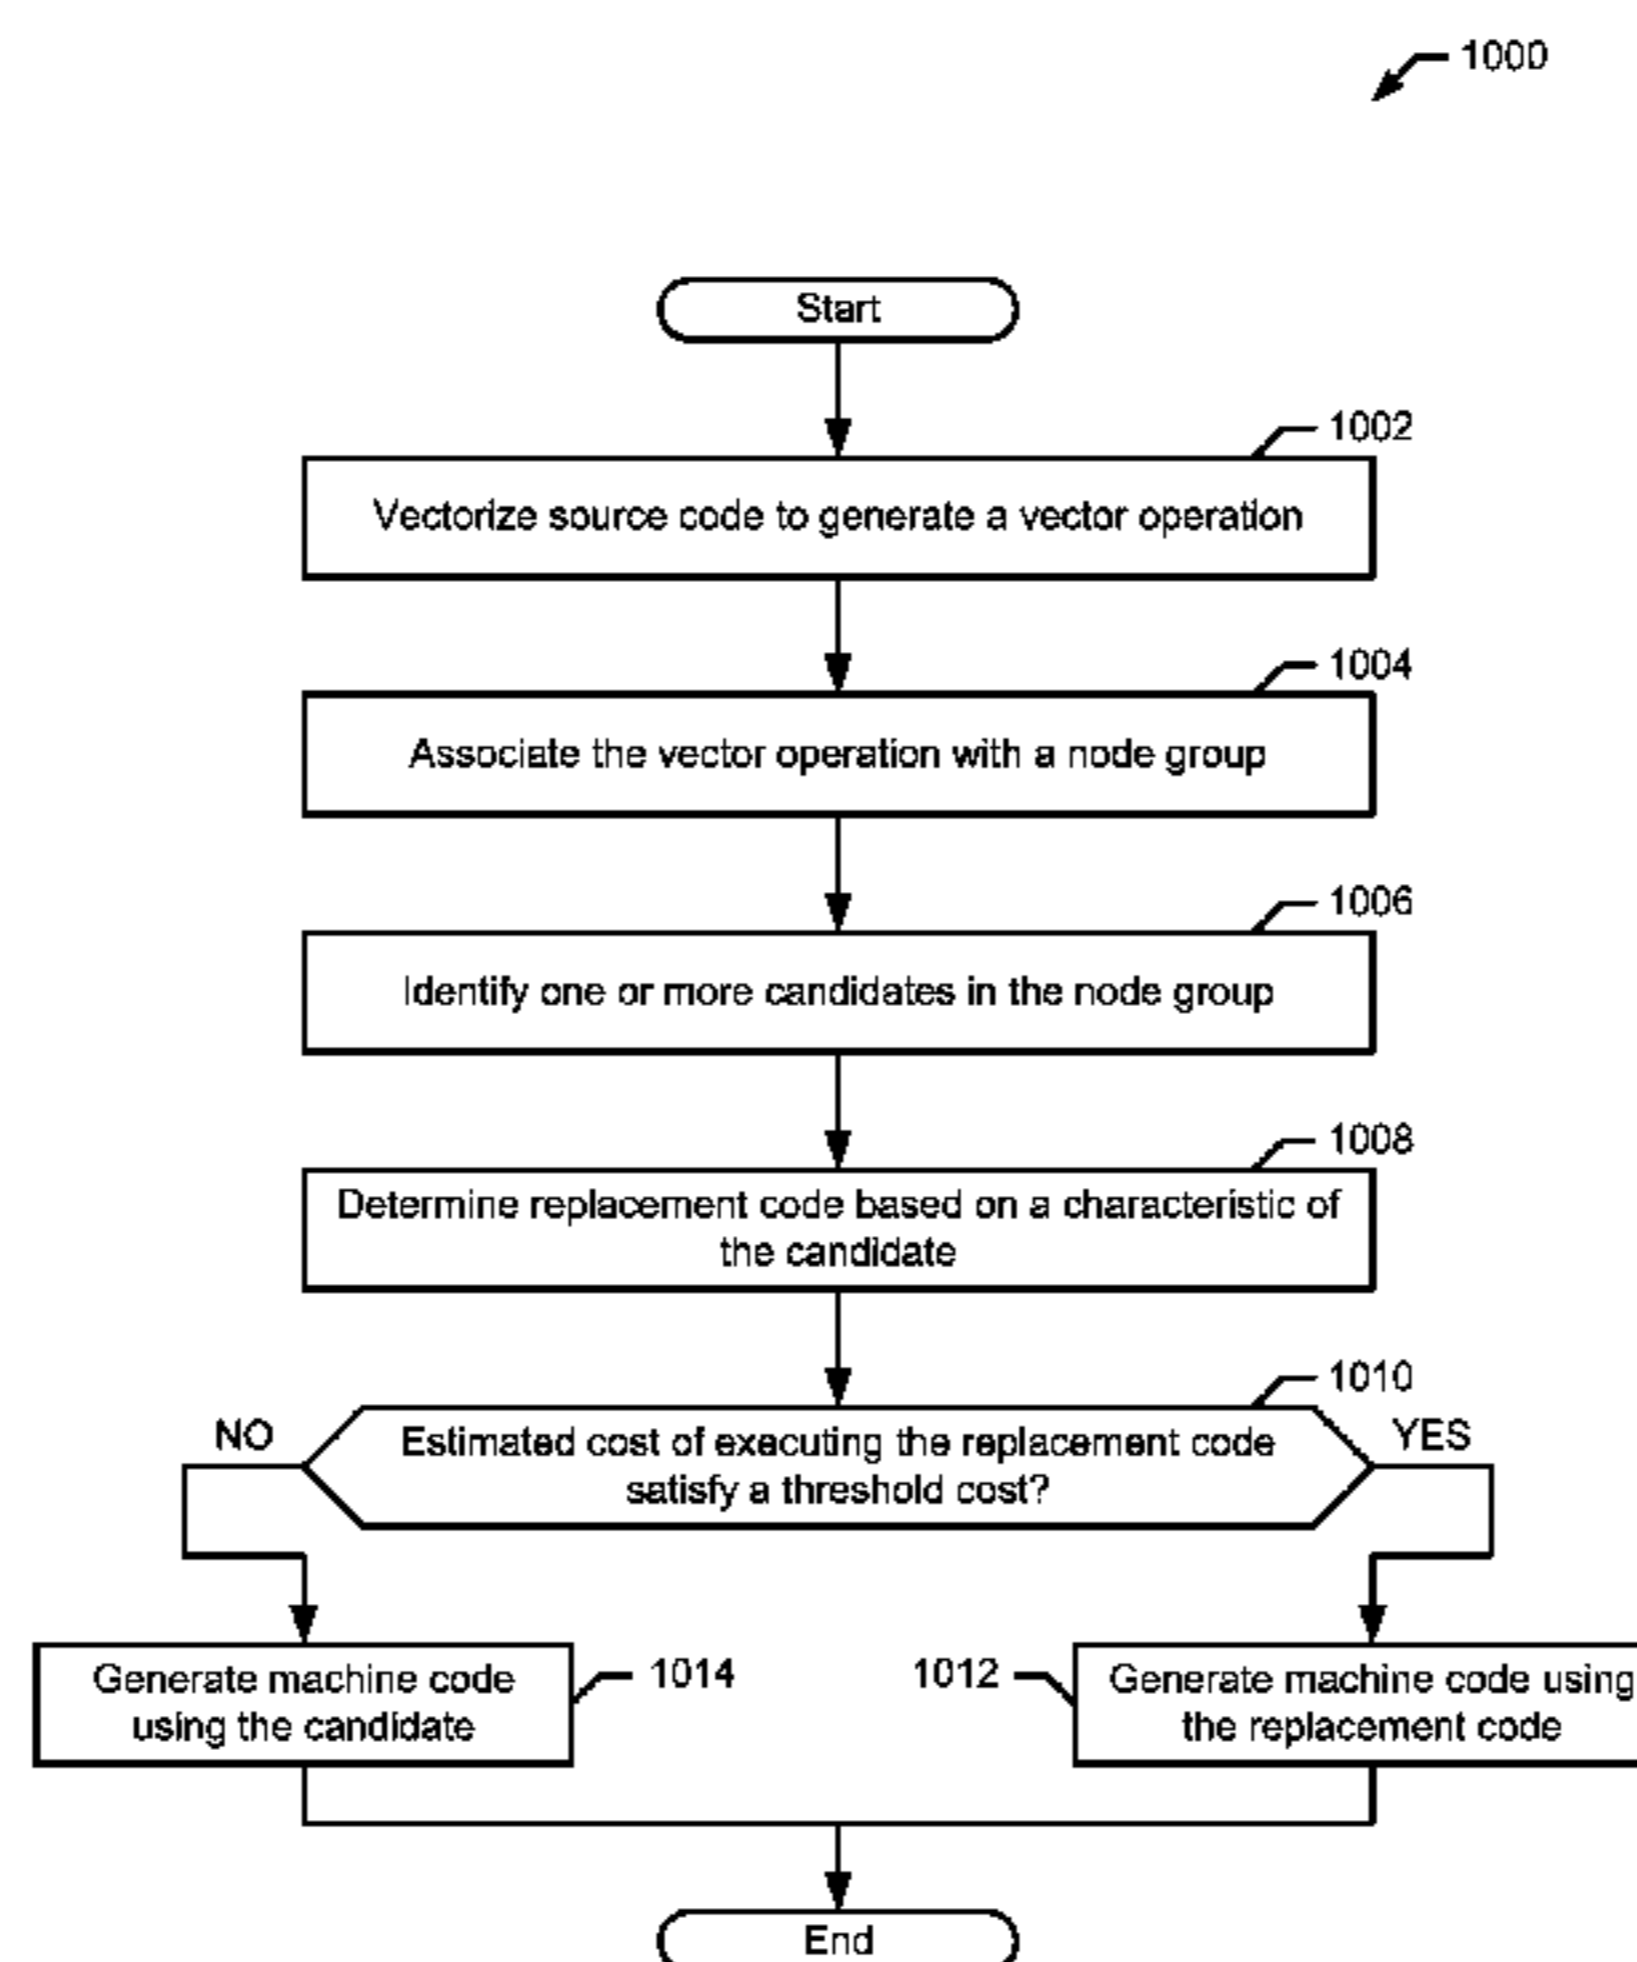 1000
Start
1002
Vectorize source code to generate a vector operation
1004
Associate the vector operation with a node group
1006
Identify one or more candidates in the node group
1008
Determine replacement code based on a characteristic of
the candidate
1010
NO
Estimated cost of executing the replacement code
satisfy a threshold cost?
YES
Generate machine code
using the candidate
1014
1012
Generate machine code using
the replacement code
End